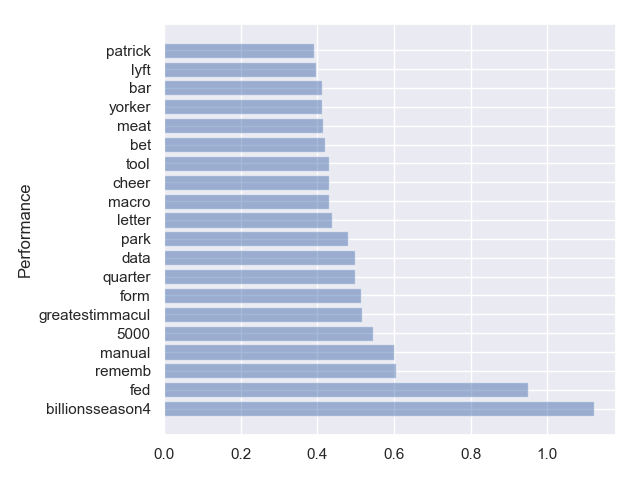 patrick
lyft
bar
yorker
meat
bet
tool
cheer
macro
letter
park
data
quarter
form
greatestimmacul
5000
manual
rememb
fed
billionsseason4
Performance
0.0 0.2 0.4 0.6 0.8 1.0